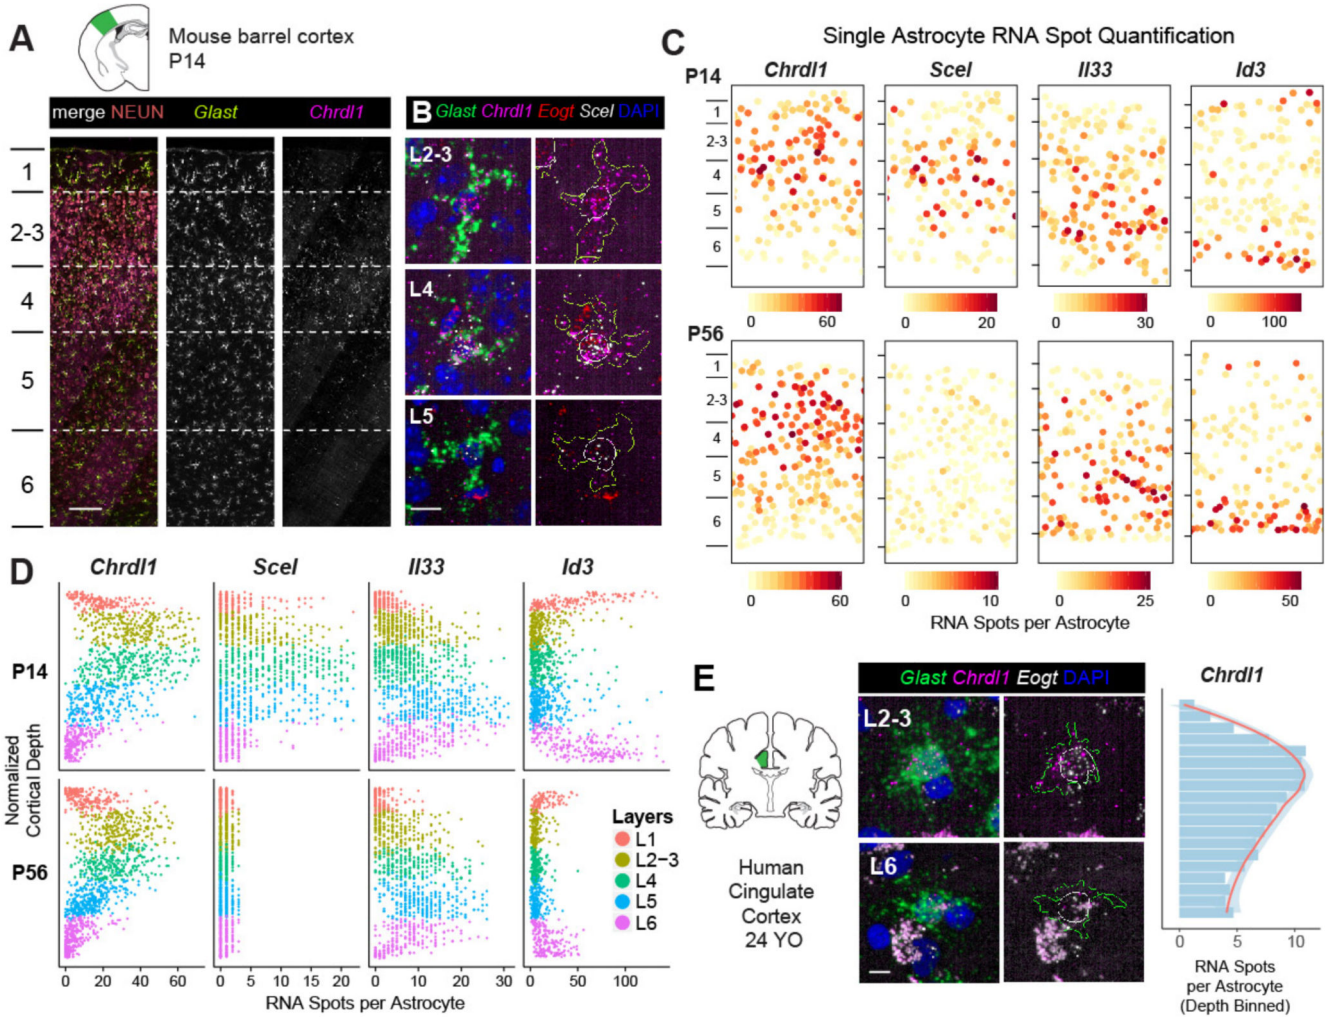 A
Mouse barrel cortex
P14
merge NEUN
Glast
Chrdl1
1
2-3
4
5
6
B Glast Chrdl1 Eogt Scel DAPI
L2-3
L4
L5
C
Single Astrocyte RNA Spot Quantification
P14
Chrdl1
Scel
Il33
Id3
1
2-3
4
5
6
0 60
0 20
0 30
0 100
P56
1
2-3
4
5
6
0 60
0 10
0 25
0 50
RNA Spots per Astrocyte
D
Chrdl1
Scel
Il33
Id3
P14
P56
Normalized
Cortical Depth
Layers
L1
L2−3
L4
L5
L6
0 20 40 60
0 5 10 15 20
0 10 20 30
0 50 100
RNA Spots per Astrocyte
E
Human
Cingulate
Cortex
24 YO
Glast Chrdl1 Eogt DAPI
L2-3
L6
Chrdl1
0 5 10
RNA Spots
per Astrocyte
(Depth Binned)